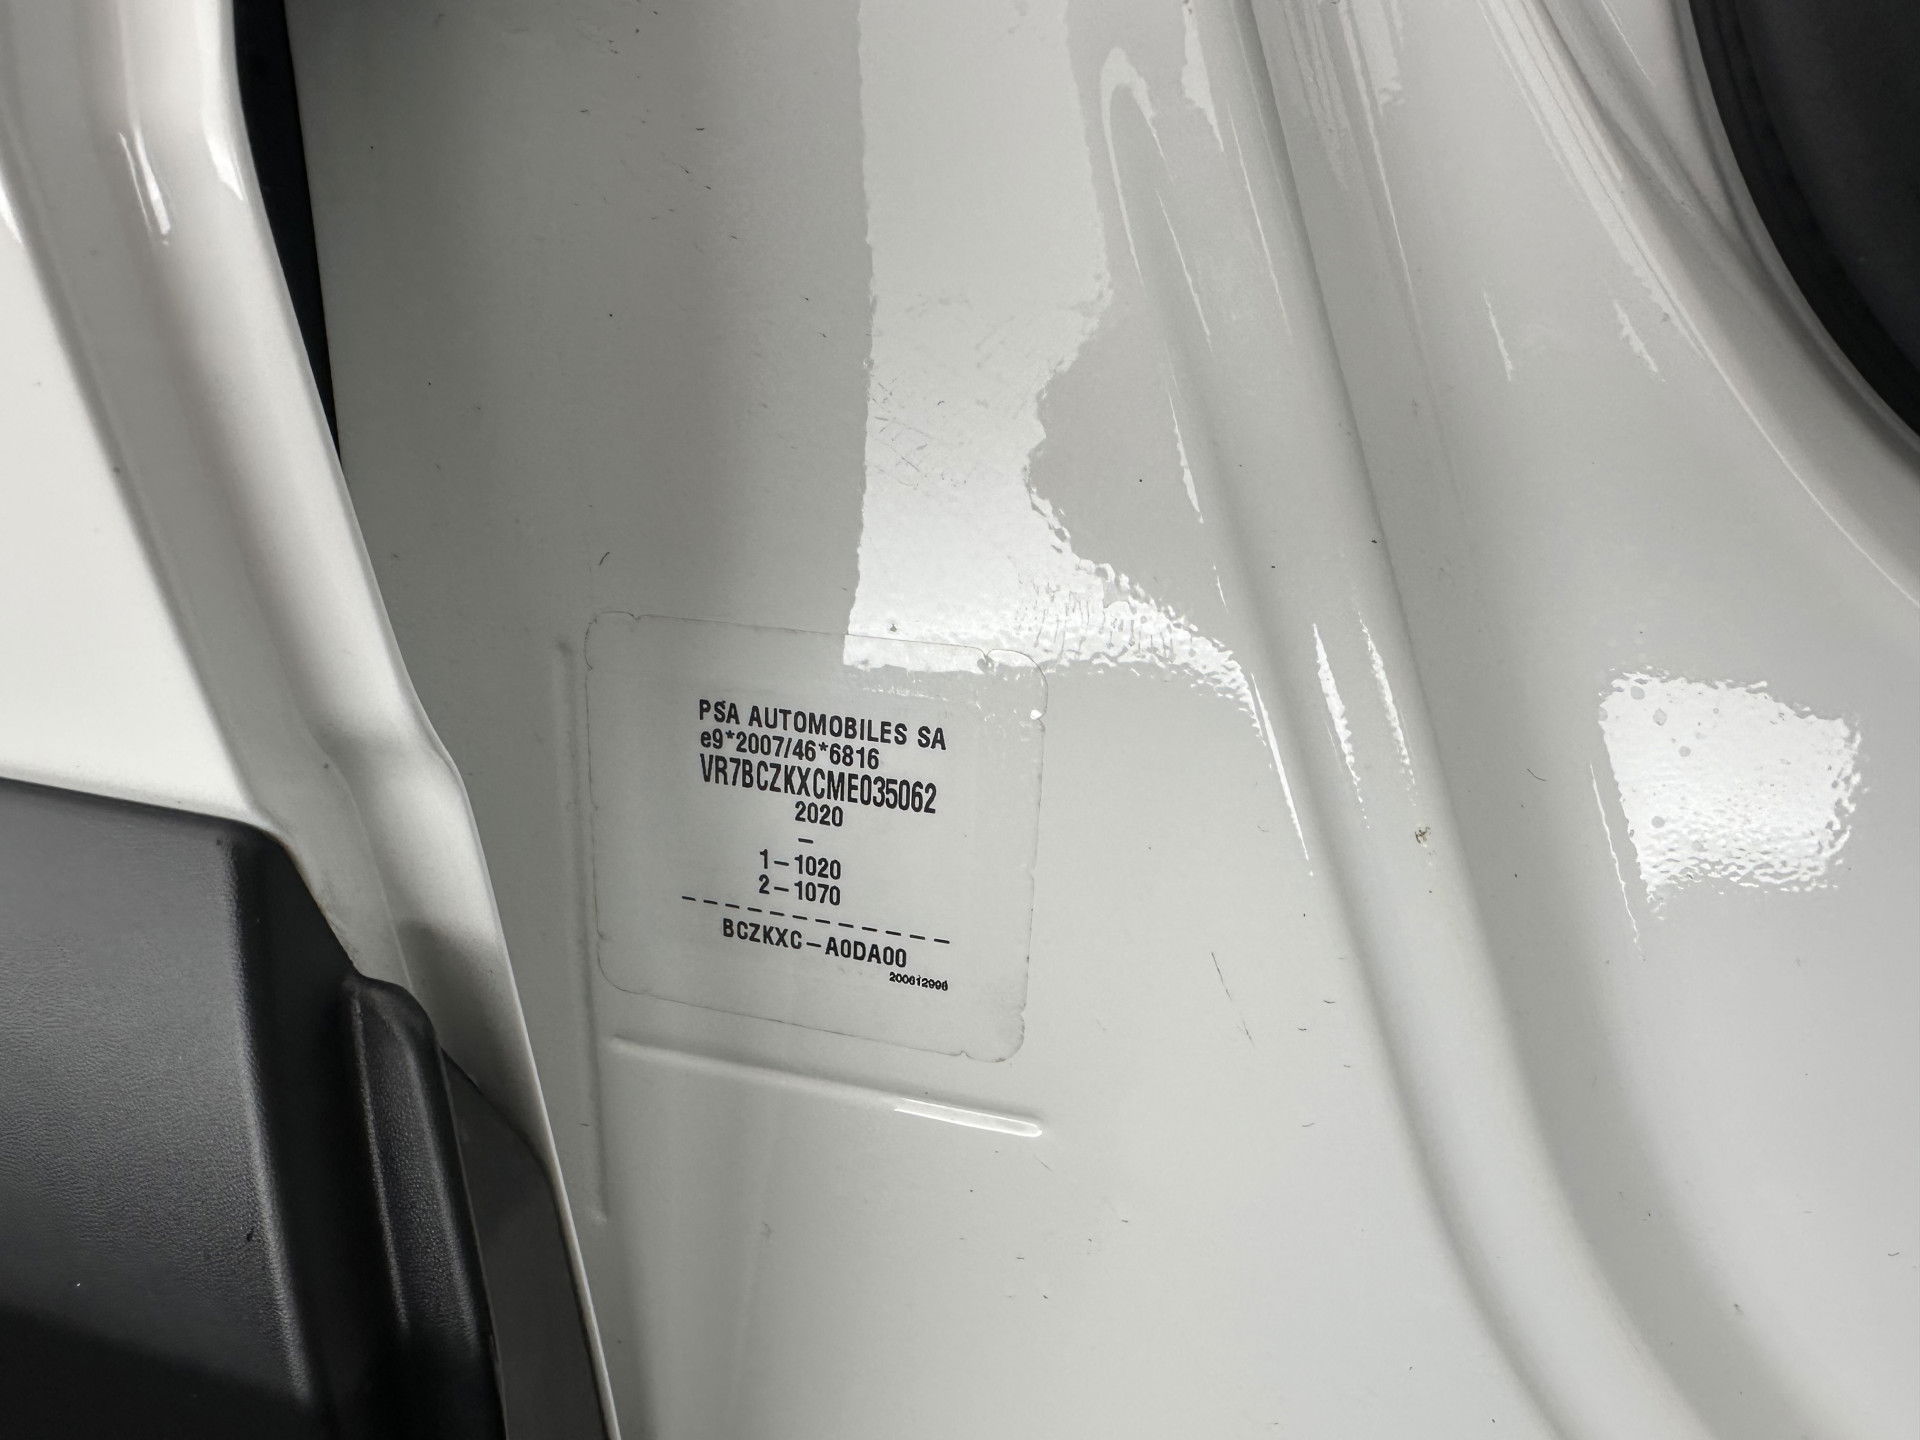 PSA AUTOMOBILES SA
e9*2007/46*6816
VR7BCZKXCME035062
2020
–
1–1020
2–1070
BCZKXC–A0DA00